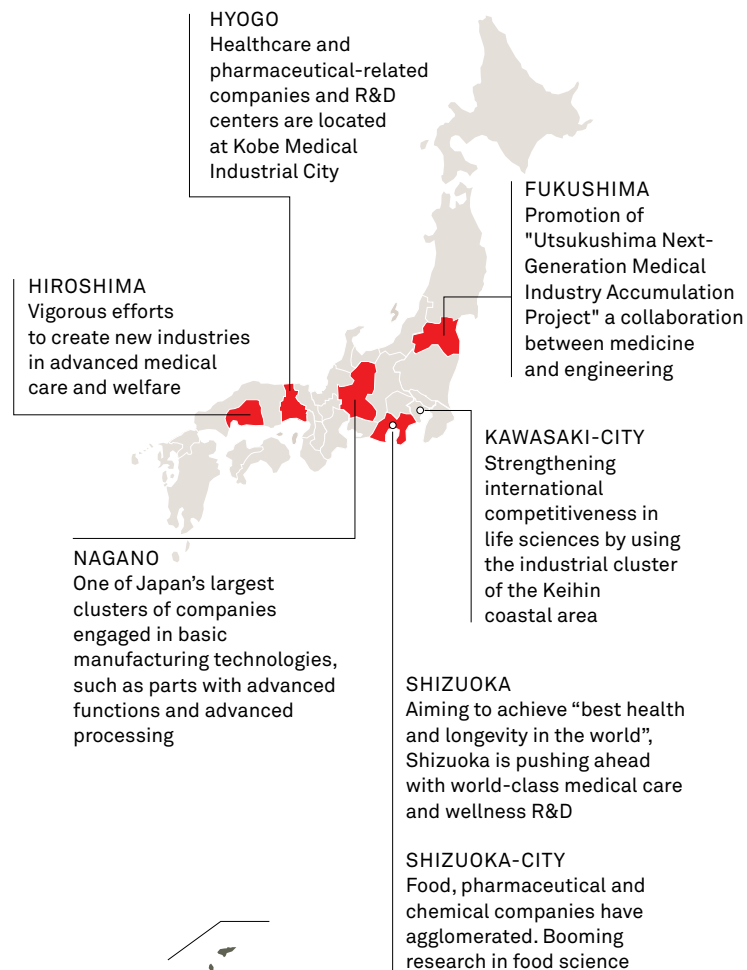 HYOGO
Healthcare and
pharmaceutical-related
companies and R&D
centers are located
at Kobe Medical
Industrial City
FUKUSHIMA
Promotion of
"Utsukushima Next-
Generation Medical
Industry Accumulation
Project" a collaboration
between medicine
and engineering
HIROSHIMA
Vigorous efforts
to create new industries
in advanced medical
care and welfare
KAWASAKI-CITY
Strengthening
international
competitiveness in
life sciences by using
the industrial cluster
of the Keihin
coastal area
NAGANO
One of Japan’s largest
clusters of companies
engaged in basic
manufacturing technologies,
such as parts with advanced
functions and advanced
processing
SHIZUOKA
Aiming to achieve “best health
and longevity in the world”,
Shizuoka is pushing ahead
with world-class medical care
and wellness R&D
SHIZUOKA-CITY
Food, pharmaceutical and
chemical companies have
agglomerated. Booming
research in food science